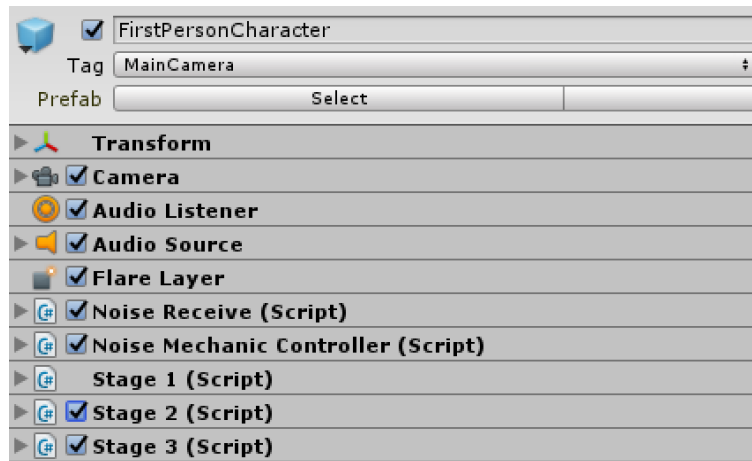 FirstPersonCharacter
Tag MainCamera
Prefab Select
Transform
Camera
Audio Listener
Audio Source
Flare Layer
C# Noise Receive (Script)
C# Noise Mechanic Controller (Script)
C# Stage 1 (Script)
C# Stage 2 (Script)
C# Stage 3 (Script)